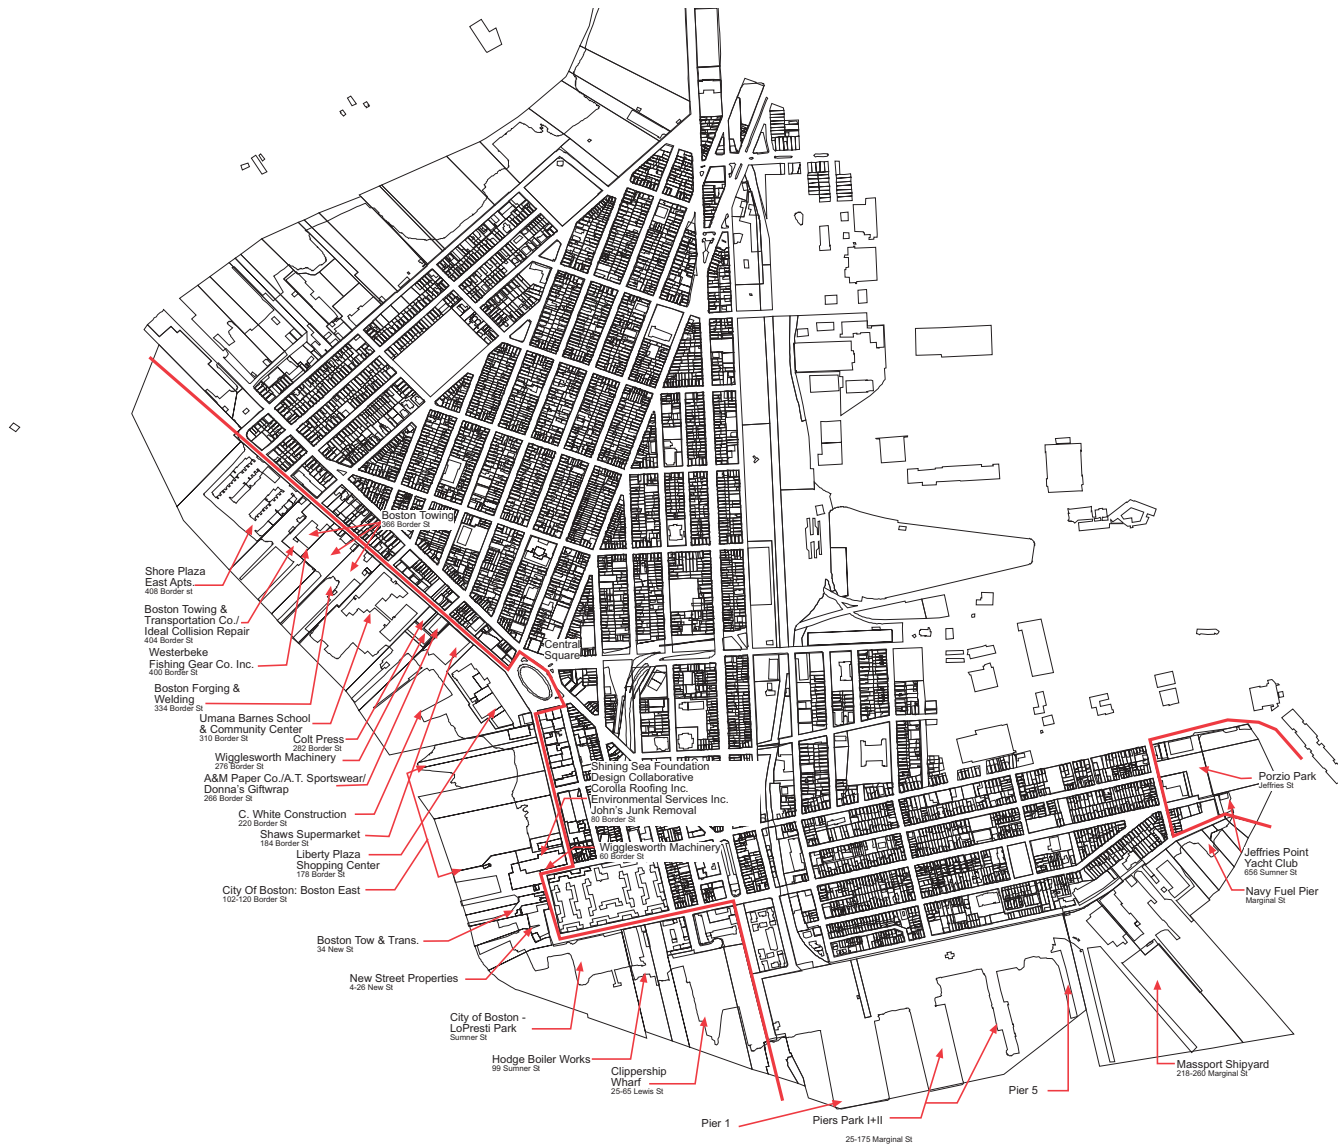 Boston Towing
366 Border St
Shore Plaza
East Apts.
408 Border st
Boston Towing &
Transportation Co./
Ideal Collision Repair
404 Border St
Westerbeke
Fishing Gear Co. Inc.
400 Border St
Boston Forging &
Welding
334 Border St
Umana Barnes School
& Community Center
310 Border St
Colt Press
282 Border St
Wigglesworth Machinery
276 Border St
A&M Paper Co./A.T. Sportswear/
Donna's Giftwrap
266 Border St
C. White Construction
220 Border St
Shaws Supermarket
184 Border St
Liberty Plaza
Shopping Center
178 Border St
City Of Boston: Boston East
102-120 Border St
Boston Tow & Trans.
34 New St
New Street Properties
4-26 New St
City of Boston -
LoPresti Park
Sumner St
Hodge Boiler Works
99 Sumner St
Clippership
Wharf
25-65 Lewis St
Central
Square
Shining Sea Foundation
Design Collaborative
Corolla Roofing Inc.
Environmental Services Inc.
John's Junk Removal
80 Border St
Wigglesworth Machinery
60 Border St
Porzio Park
Jeffries St
Jeffries Point
Yacht Club
656 Sumner St
Navy Fuel Pier
Marginal St
Massport Shipyard
218-260 Marginal St
Pier 5
Piers Park I+II
25-175 Marginal St
Pier 1